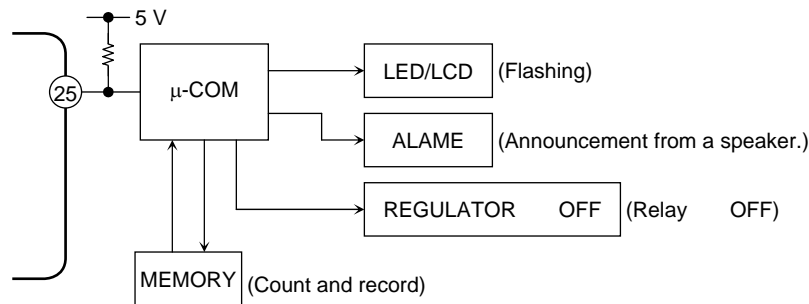 5 V
25
μ-COM
LED/LCD (Flashing)
ALAME (Announcement from a speaker.)
REGULATOR OFF (Relay OFF)
MEMORY (Count and record)